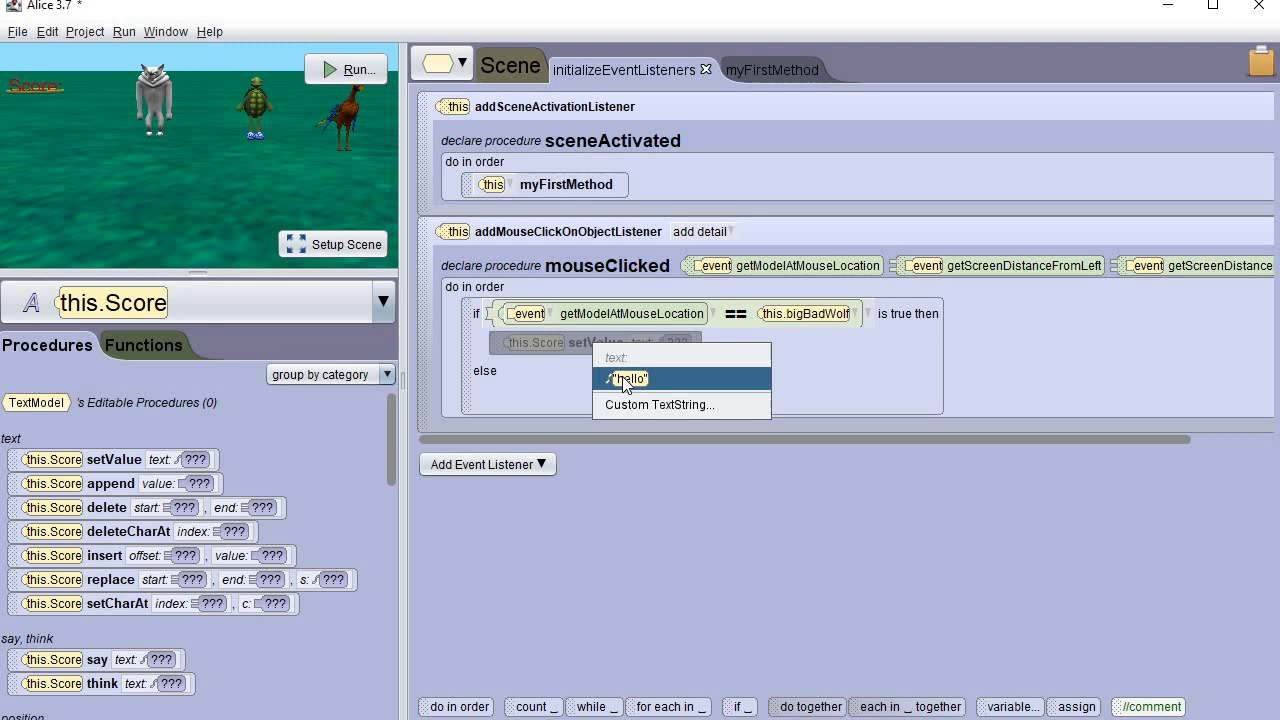 Alice 3.7 *
File Edit Project Run Window Help
Score:
Run...
Setup Scene
Scene initializeEventListeners myFirstMethod
this addSceneActivationListener
declare procedure sceneActivated
do in order
this myFirstMethod
this addMouseClickOnObjectListener add detail
declare procedure mouseClicked event getModelAtMouseLocation event getScreenDistanceFromLeft event getScreenDistance
do in order
if event getModelAtMouseLocation == this.bigBadWolf is true then
this.Score setValue text: ???
else
text:
"hello"
Custom TextString...
Add Event Listener
A this.Score
Procedures Functions
group by category
TextModel 's Editable Procedures (0)
text
this.Score setValue text: ???
this.Score append value: ???
this.Score delete start: ??? , end: ???
this.Score deleteCharAt index: ???
this.Score insert offset: ??? , value: ???
this.Score replace start: ??? , end: ??? , s: ???
this.Score setCharAt index: ??? , c: ???
say, think
this.Score say text: ???
this.Score think text: ???
position
do in order count _ while _ for each in _ if _ do together each in _ together variable... assign //comment